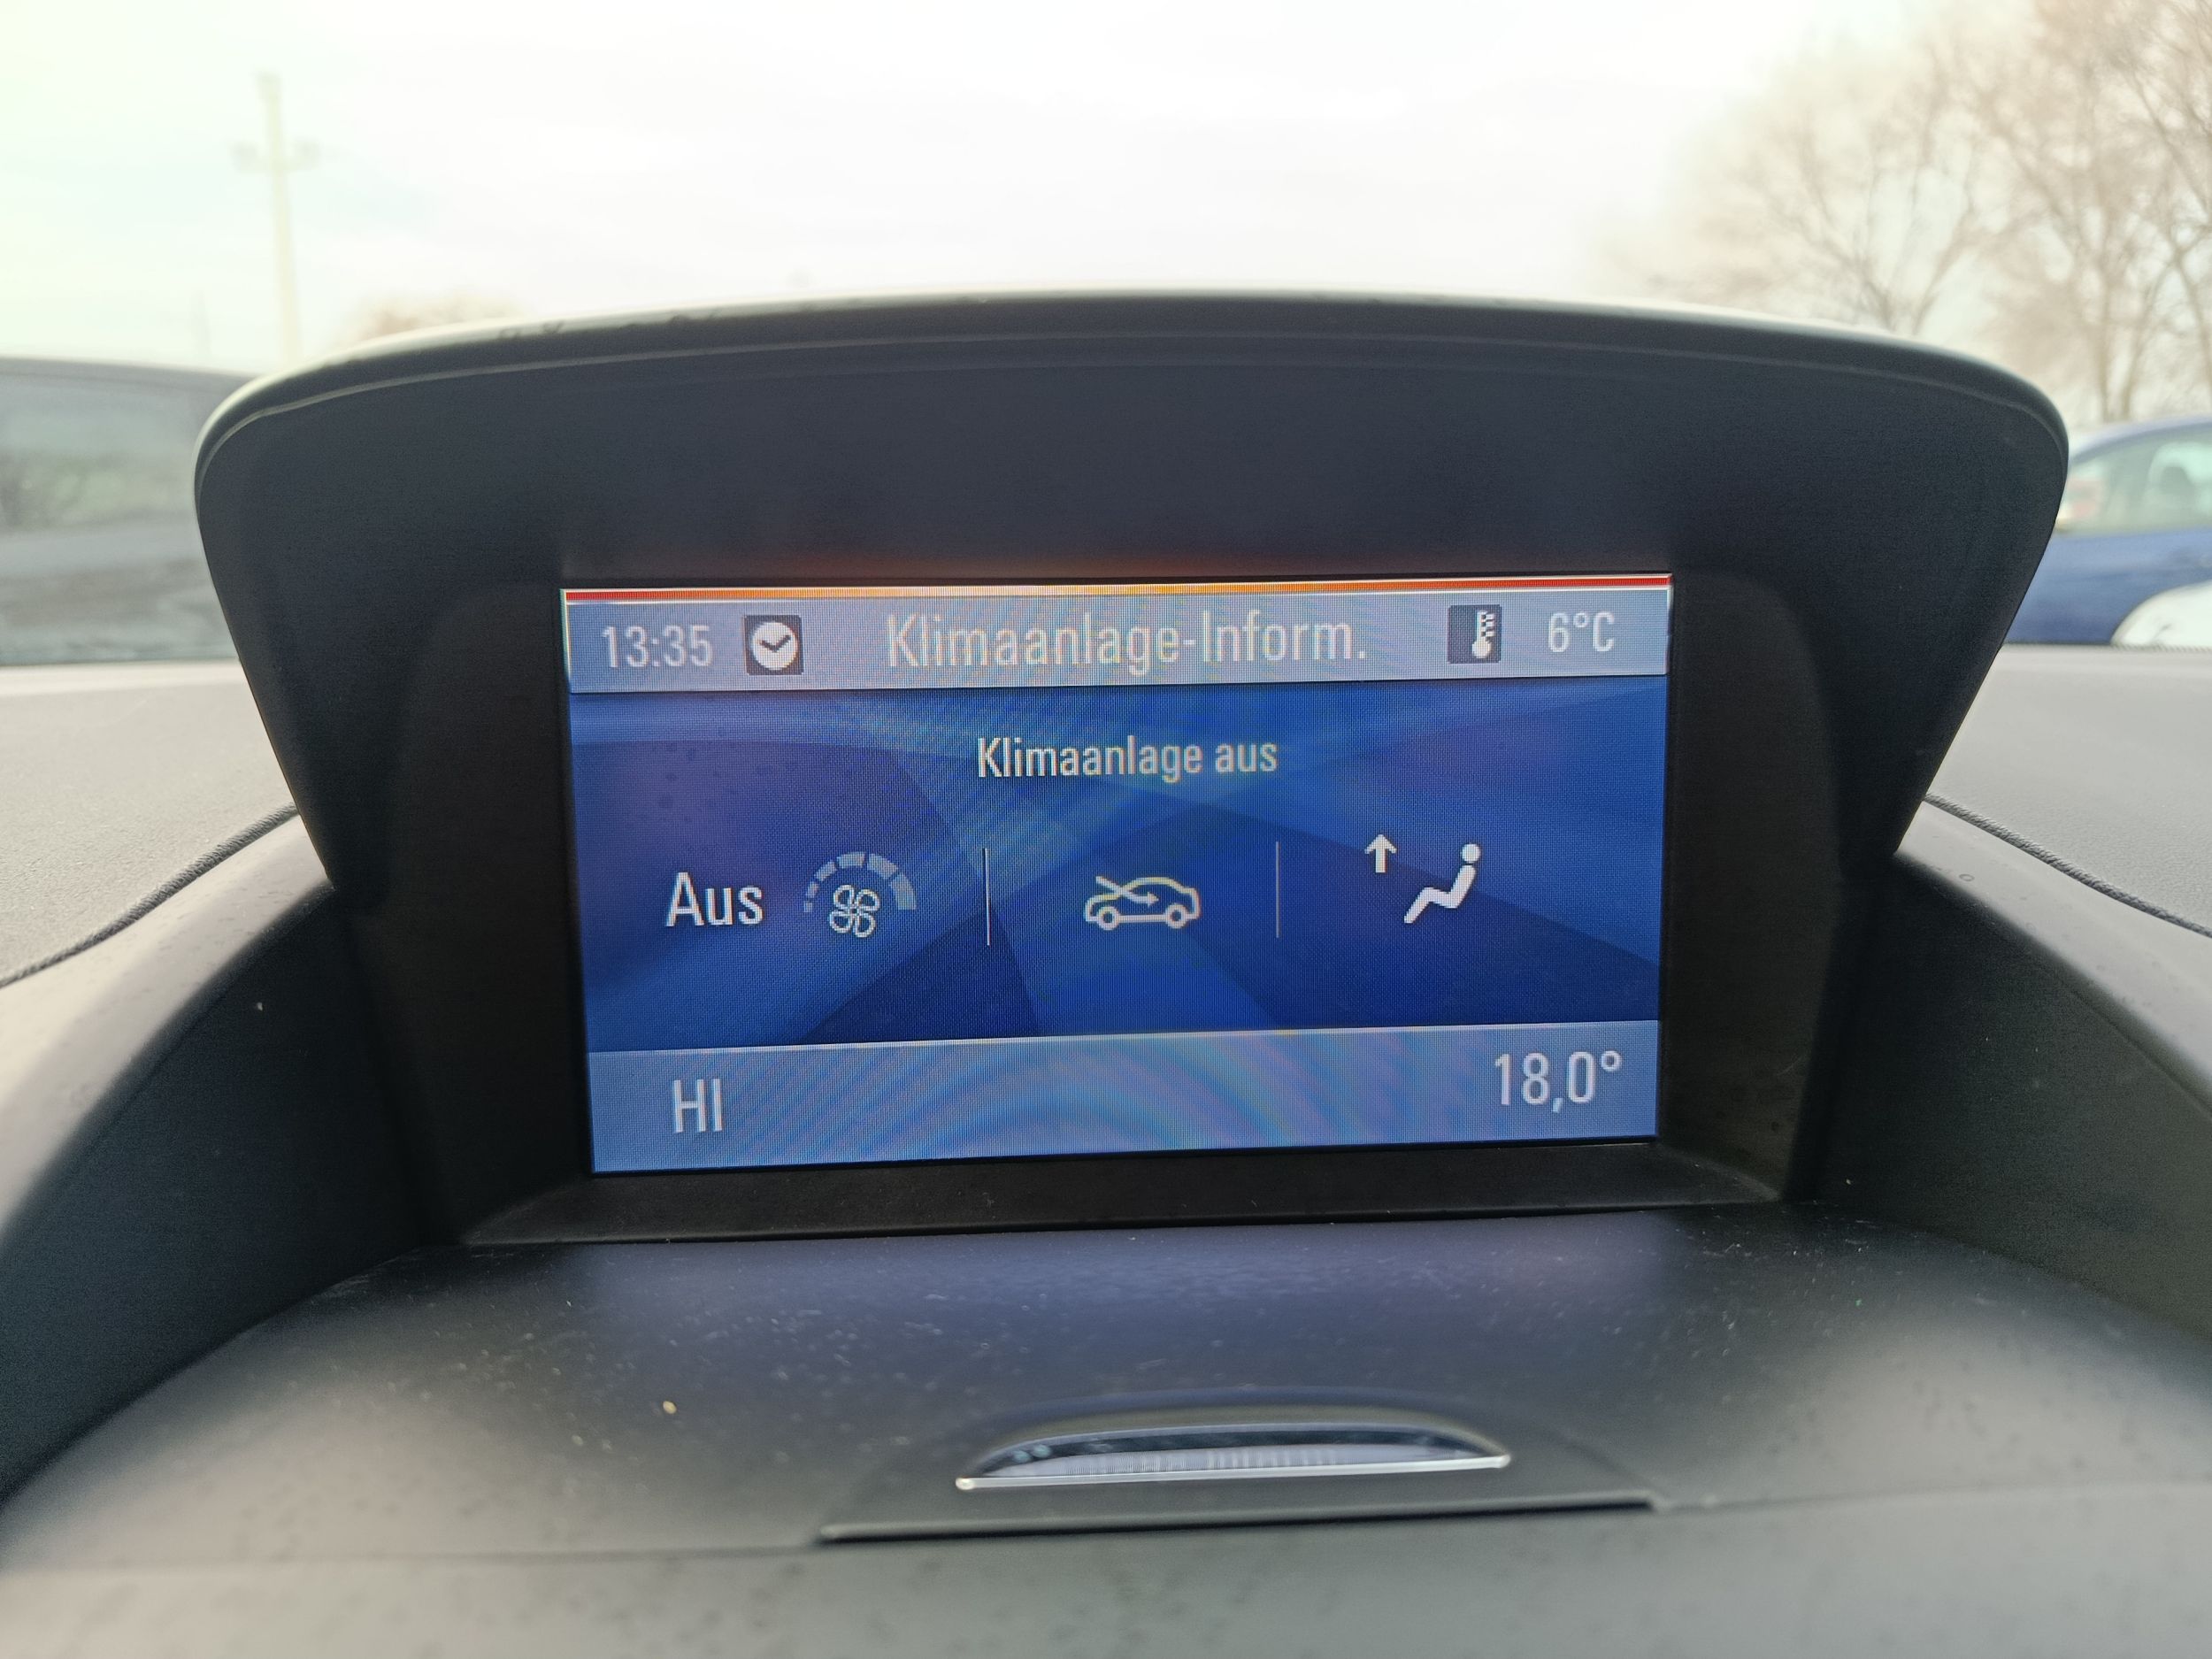 13:35 Klimaanlage-Inform. 6°C
Klimaanlage aus
Aus
HI 18,0°